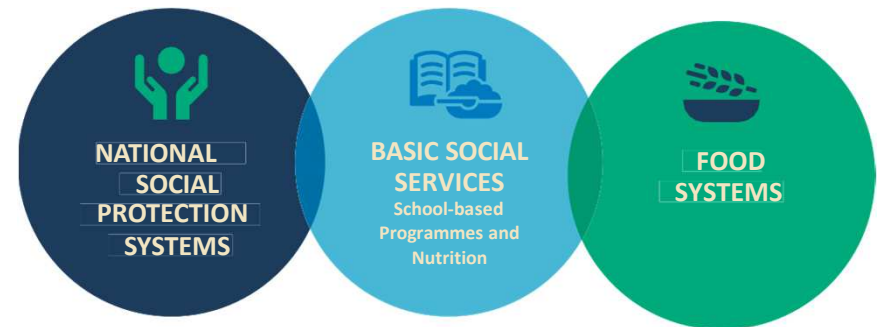 NATIONAL
SOCIAL
PROTECTION
SYSTEMS
BASIC SOCIAL
SERVICES
School-based
Programmes and
Nutrition
FOOD
SYSTEMS